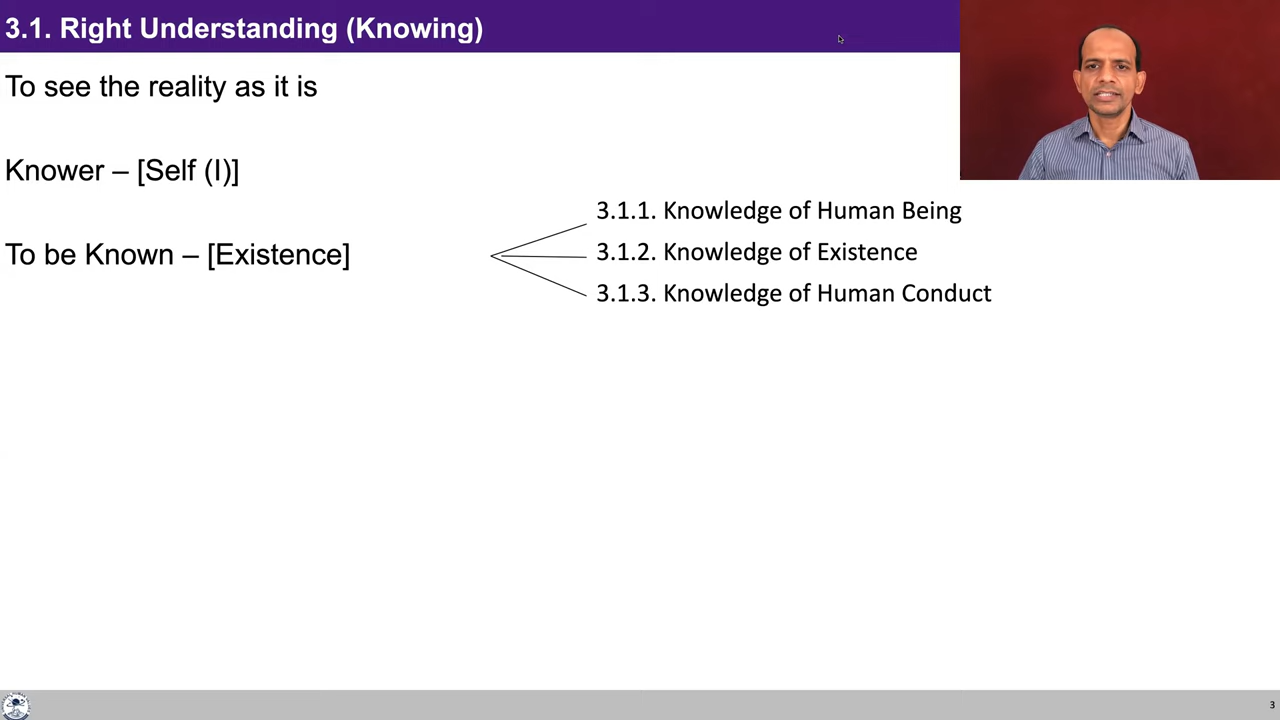 3.1. Right Understanding (Knowing)
To see the reality as it is
Knower – [Self (I)]
To be Known – [Existence]
3.1.1. Knowledge of Human Being
3.1.2. Knowledge of Existence
3.1.3. Knowledge of Human Conduct
3